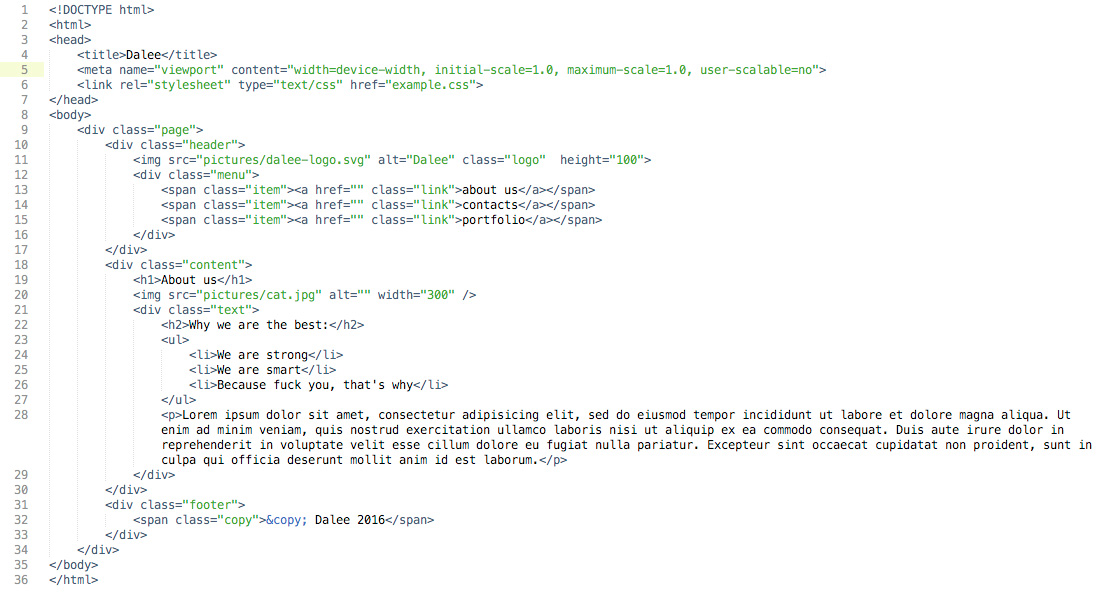 1 <!DOCTYPE html>
2 <html>
3 <head>
4 <title>Dalee</title>
5 <meta name="viewport" content="width=device-width, initial-scale=1.0, maximum-scale=1.0, user-scalable=no">
6 <link rel="stylesheet" type="text/css" href="example.css">
7 </head>
8 <body>
9 <div class="page">
10 <div class="header">
11 <img src="pictures/dalee-logo.svg" alt="Dalee" class="logo"  height="100">
12 <div class="menu">
13 <span class="item"><a href="" class="link">about us</a></span>
14 <span class="item"><a href="" class="link">contacts</a></span>
15 <span class="item"><a href="" class="link">portfolio</a></span>
16 </div>
17 </div>
18 <div class="content">
19 <h1>About us</h1>
20 <img src="pictures/cat.jpg" alt="" width="300" />
21 <div class="text">
22 <h2>Why we are the best:</h2>
23 <ul>
24 <li>We are strong</li>
25 <li>We are smart</li>
26 <li>Because fuck you, that's why</li>
27 </ul>
28 <p>Lorem ipsum dolor sit amet, consectetur adipisicing elit, sed do eiusmod tempor incididunt ut labore et dolore magna aliqua. Ut
enim ad minim veniam, quis nostrud exercitation ullamco laboris nisi ut aliquip ex ea commodo consequat. Duis aute irure dolor in
reprehenderit in voluptate velit esse cillum dolore eu fugiat nulla pariatur. Excepteur sint occaecat cupidatat non proident, sunt in
culpa qui officia deserunt mollit anim id est laborum.</p>
29 </div>
30 </div>
31 <div class="footer">
32 <span class="copy">&copy; Dalee 2016</span>
33 </div>
34 </div>
35 </body>
36 </html>